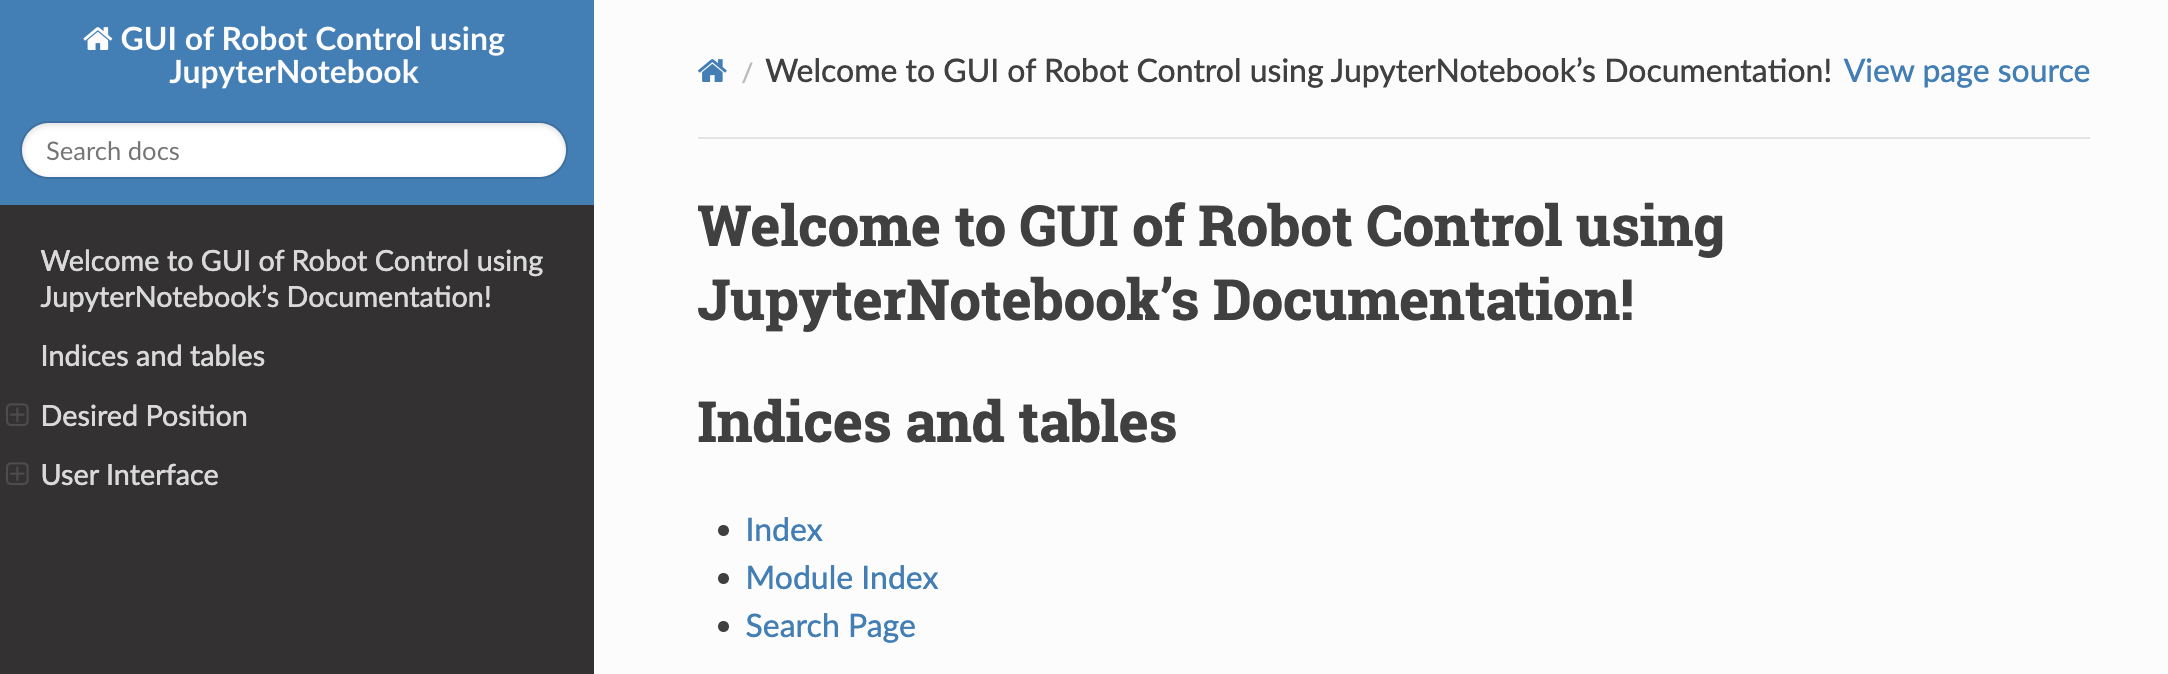 GUI of Robot Control using
JupyterNotebook
Search docs
Welcome to GUI of Robot Control using
JupyterNotebook’s Documentation!
Indices and tables
Desired Position
User Interface
/ Welcome to GUI of Robot Control using JupyterNotebook’s Documentation! View page source
Welcome to GUI of Robot Control using
JupyterNotebook’s Documentation!
Indices and tables
• Index
• Module Index
• Search Page